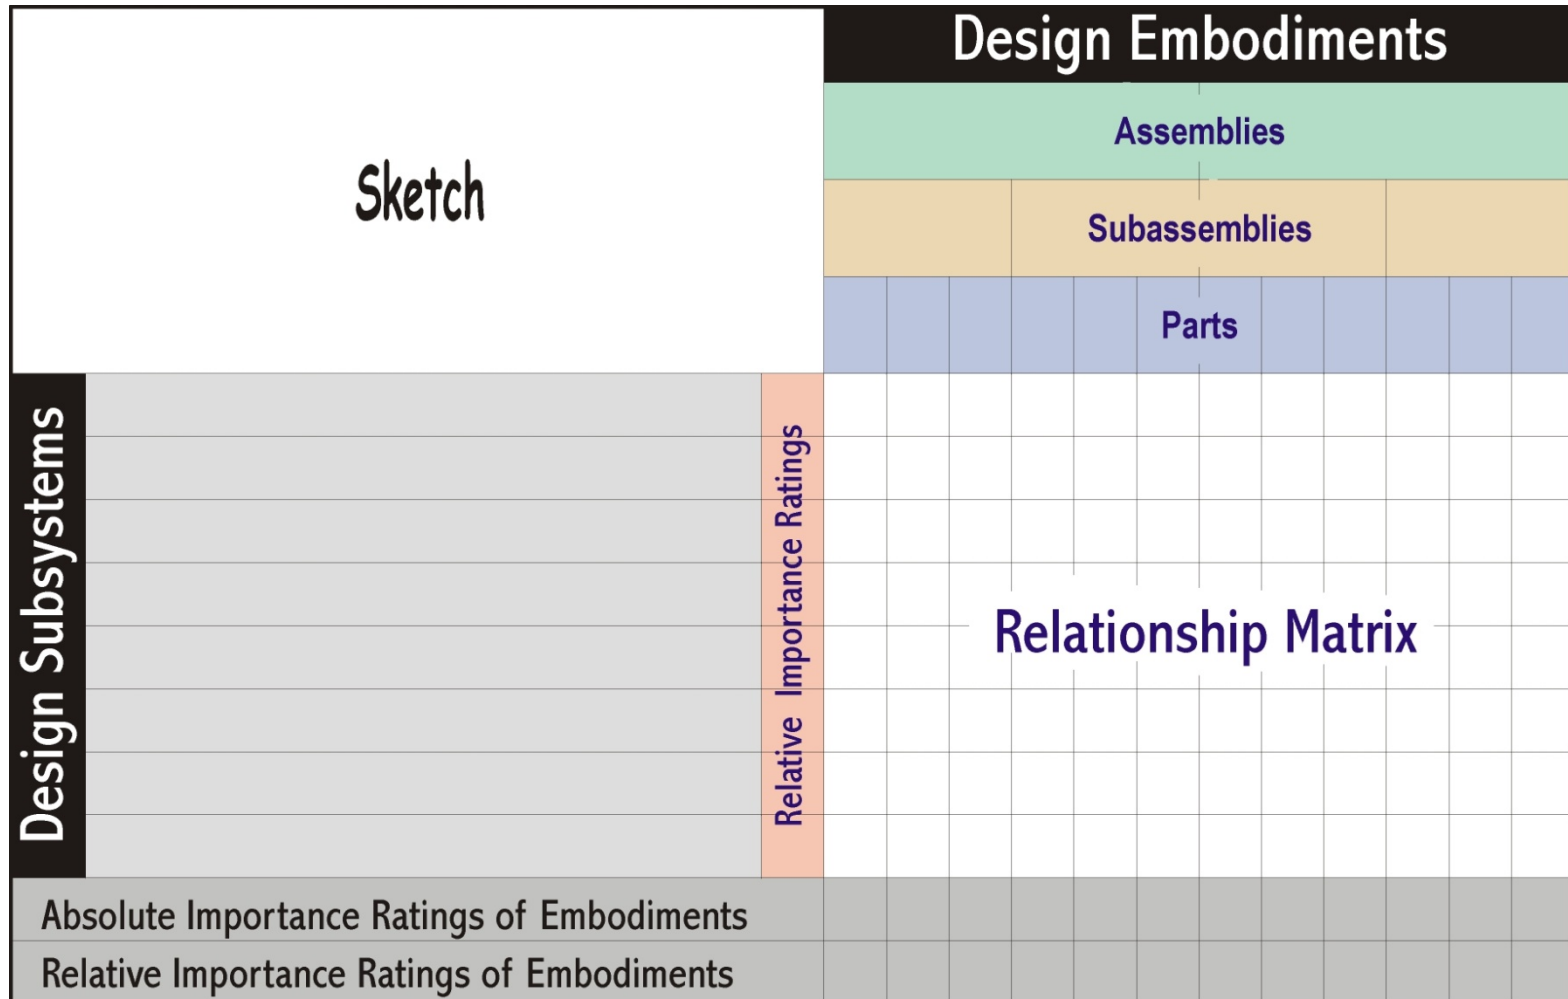 Design Embodiments
Sketch
Assemblies
Subassemblies
Parts
Design Subsystems
Relative Importance Ratings
Relationship Matrix
Absolute Importance Ratings of Embodiments
Relative Importance Ratings of Embodiments